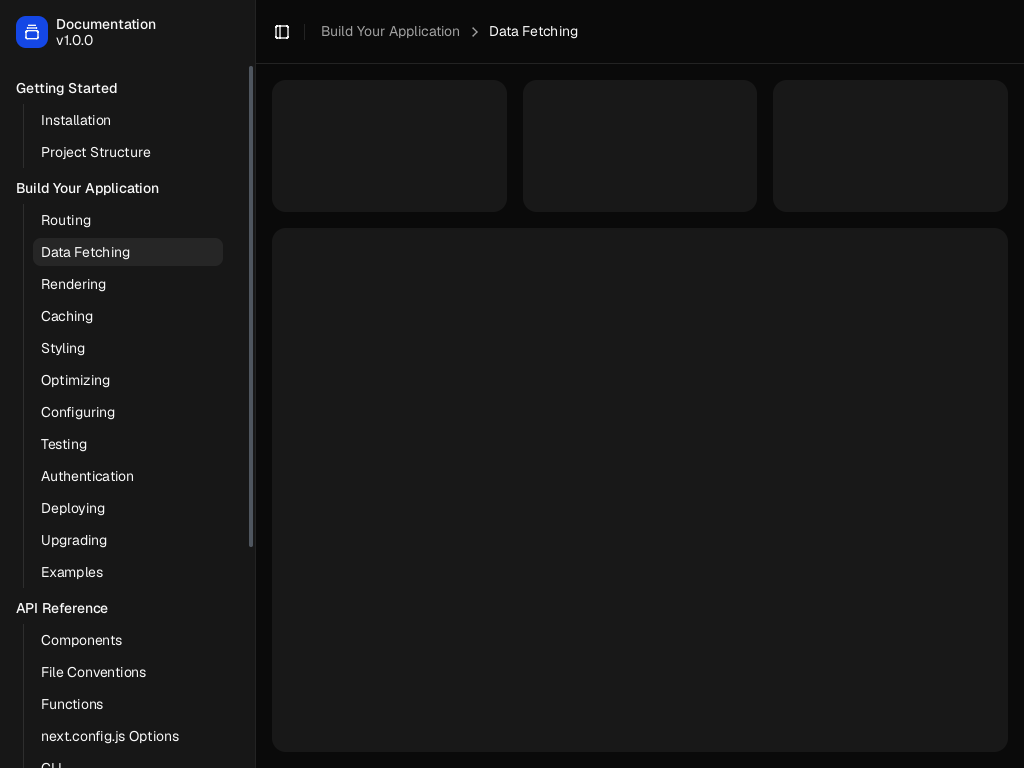 Documentation
v1.0.0
Getting Started
Installation
Project Structure
Build Your Application
Routing
Data Fetching
Rendering
Caching
Styling
Optimizing
Configuring
Testing
Authentication
Deploying
Upgrading
Examples
API Reference
Components
File Conventions
Functions
next.config.js Options
CLI
Build Your Application
Data Fetching